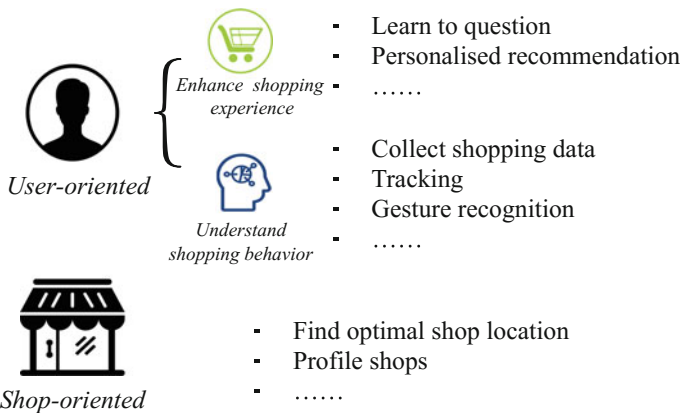 Enhance shopping
experience
- Learn to question
- Personalised recommendation
- ……
User-oriented
Understand
shopping behavior
- Collect shopping data
- Tracking
- Gesture recognition
- ……
Shop-oriented
- Find optimal shop location
- Profile shops
- ……